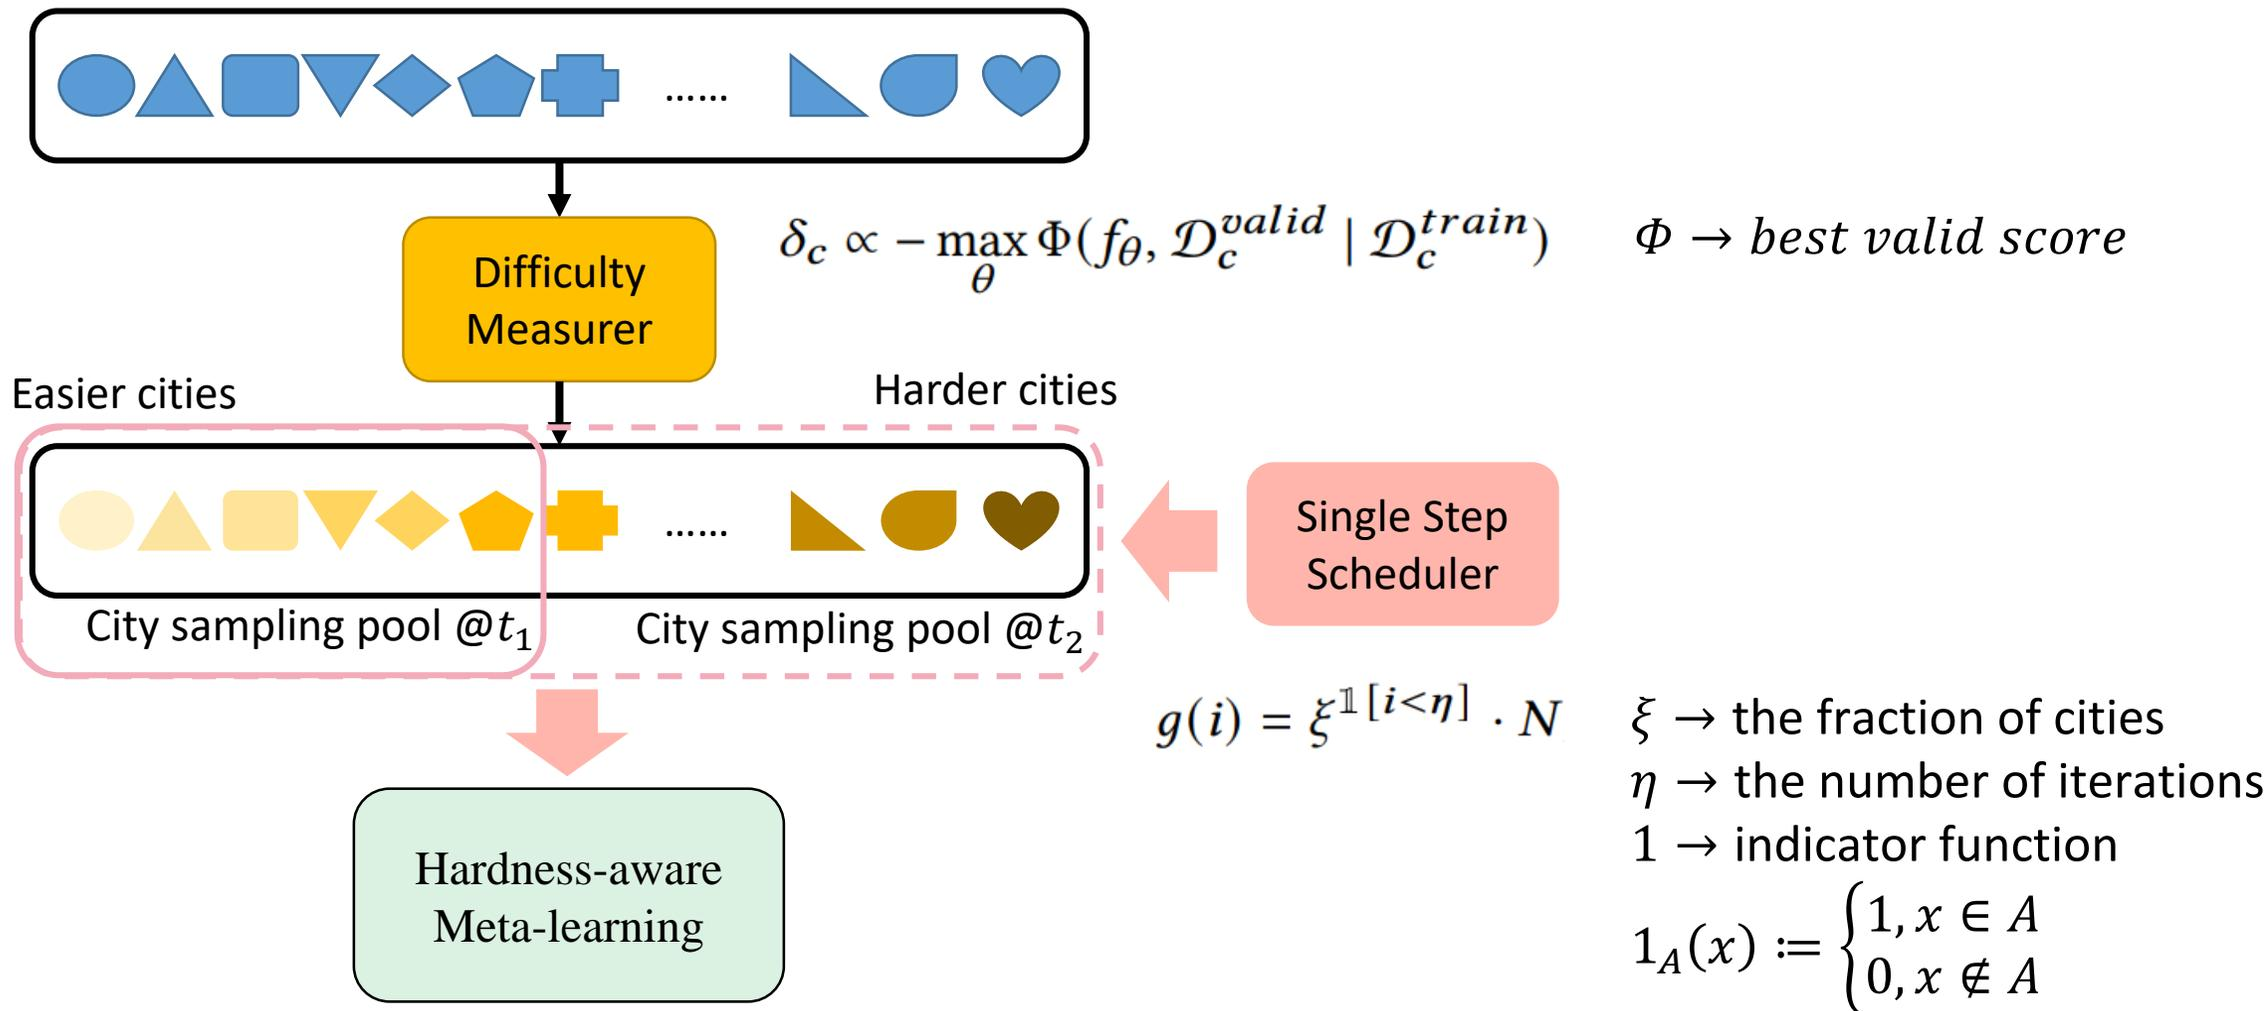 ......
Difficulty
Measurer
δ_c ∝ − max_θ Φ(f_θ, 𝒟_c^{valid} | 𝒟_c^{train})
Φ → best valid score
Easier cities
Harder cities
......
Single Step
Scheduler
City sampling pool @t₁
City sampling pool @t₂
g(i) = ξ^{𝟙[i<η]} · N
ξ → the fraction of cities
η → the number of iterations
1 → indicator function
1_A(x) ≔ {1, x ∈ A
0, x ∉ A
Hardness-aware
Meta-learning